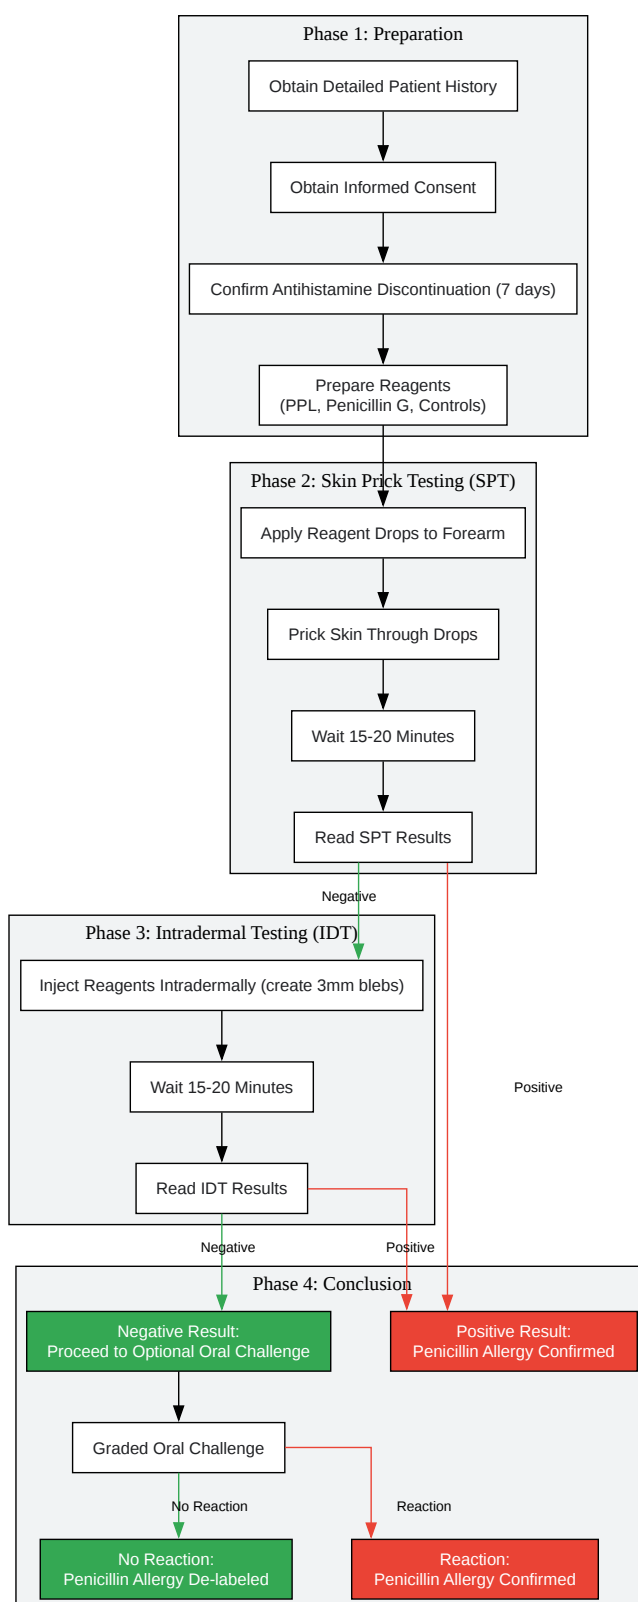 Phase 1: Preparation
Obtain Detailed Patient History
Obtain Informed Consent
Confirm Antihistamine Discontinuation (7 days)
Prepare Reagents
(PPL, Penicillin G, Controls)
Phase 2: Skin Prick Testing (SPT)
Apply Reagent Drops to Forearm
Prick Skin Through Drops
Wait 15-20 Minutes
Read SPT Results
Negative
Phase 3: Intradermal Testing (IDT)
Inject Reagents Intradermally (create 3mm blebs)
Wait 15-20 Minutes
Positive
Read IDT Results
Negative
Positive
Phase 4: Conclusion
Negative Result:
Proceed to Optional Oral Challenge
Positive Result:
Penicillin Allergy Confirmed
Graded Oral Challenge
No Reaction
Reaction
No Reaction:
Penicillin Allergy De-labeled
Reaction:
Penicillin Allergy Confirmed